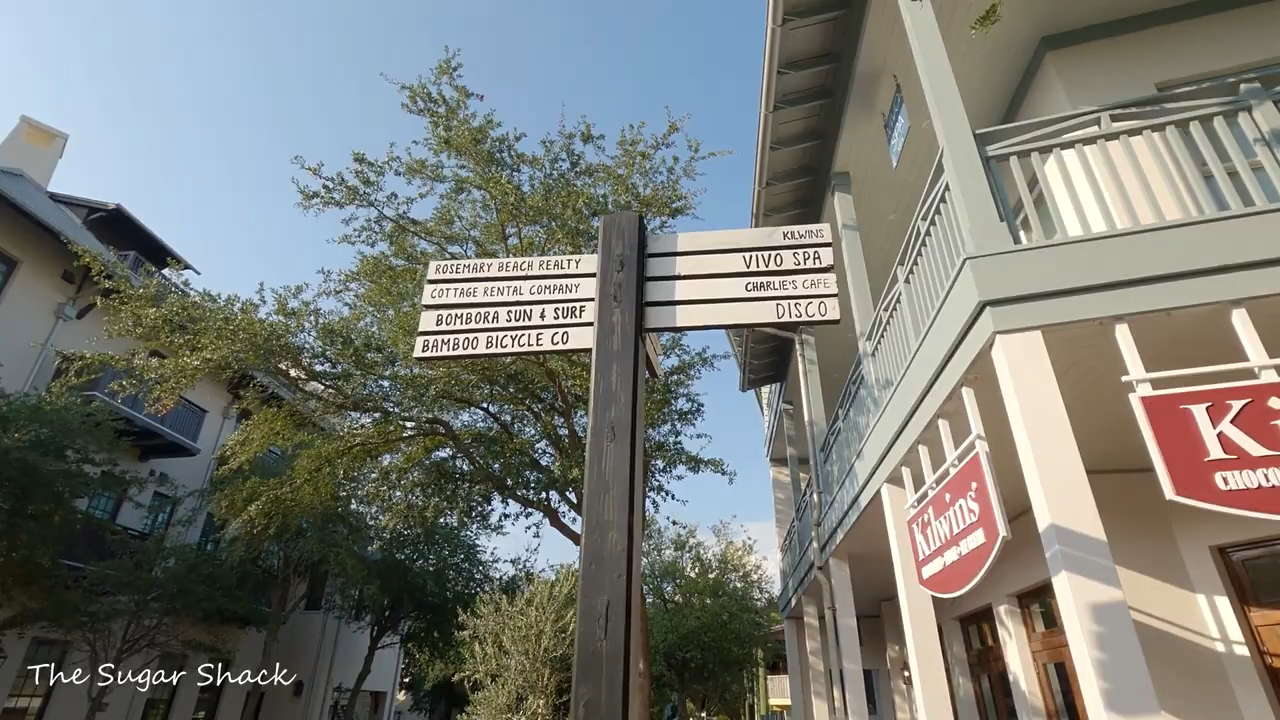 KILWINS
VIVO SPA
CHARLIE'S CAFE
DISCO
ROSEMARY BEACH REALTY
COTTAGE RENTAL COMPANY
BOMBORA SUN & SURF
BAMBOO BICYCLE CO
Kilwins
K
CHOCO
The Sugar Shack